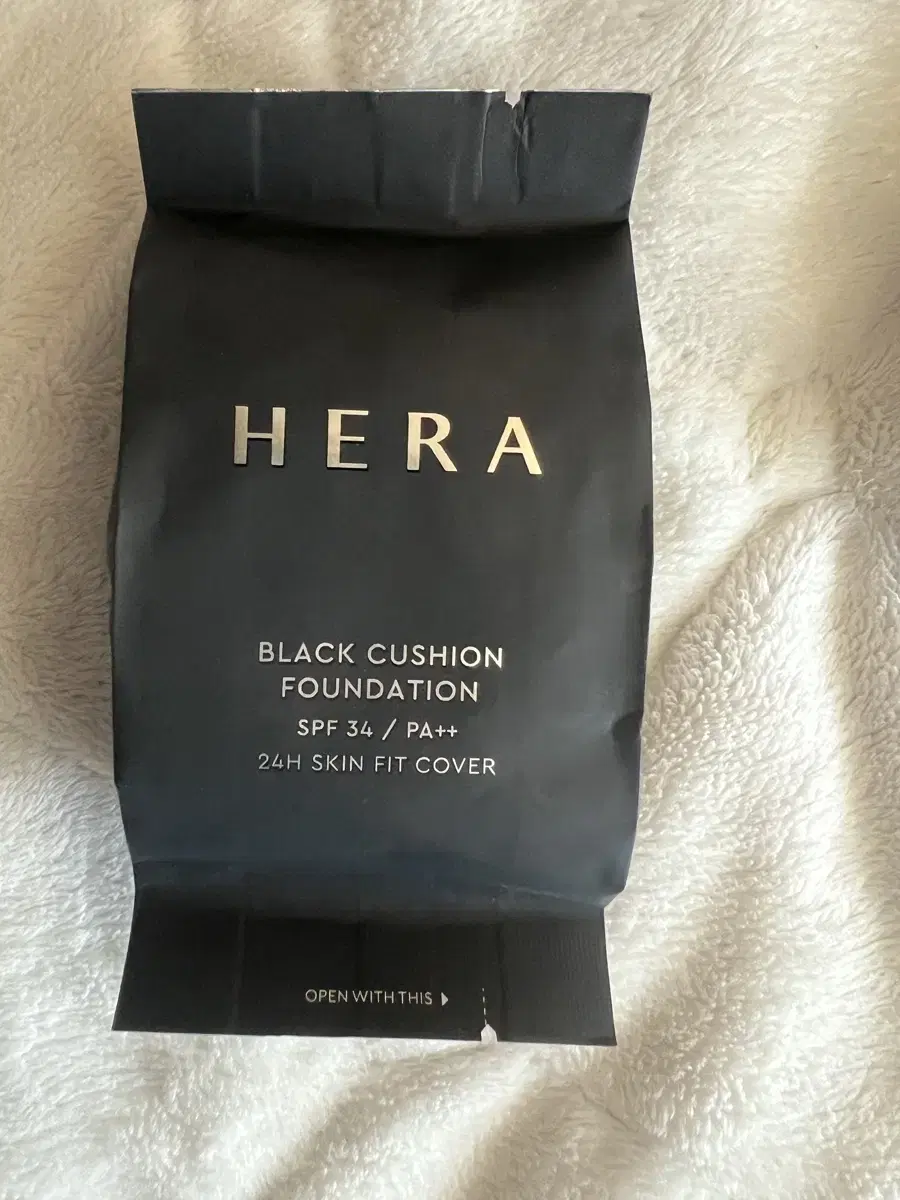 HERA
BLACK CUSHION
FOUNDATION
SPF 34 / PA++
24H SKIN FIT COVER
OPEN WITH THIS